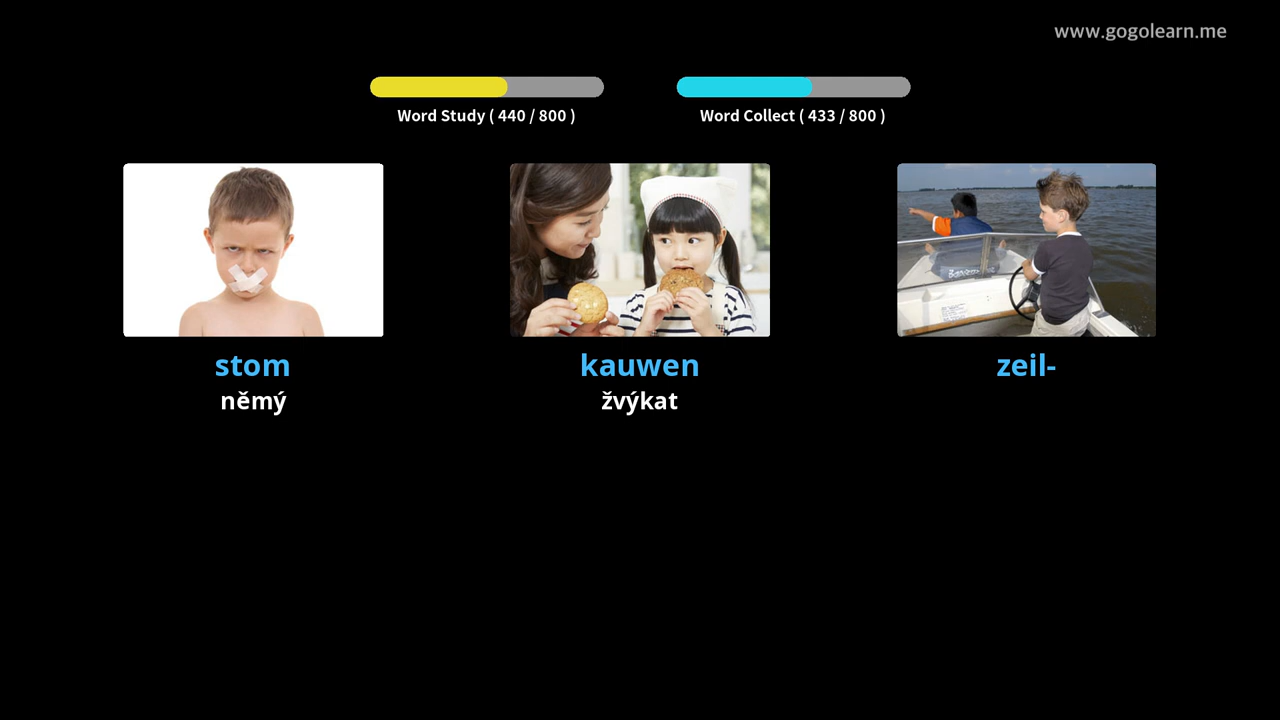 www.gogolearn.me
Word Study ( 440 / 800 )
Word Collect ( 433 / 800 )
stom
kauwen
zeil-
němý
žvýkat